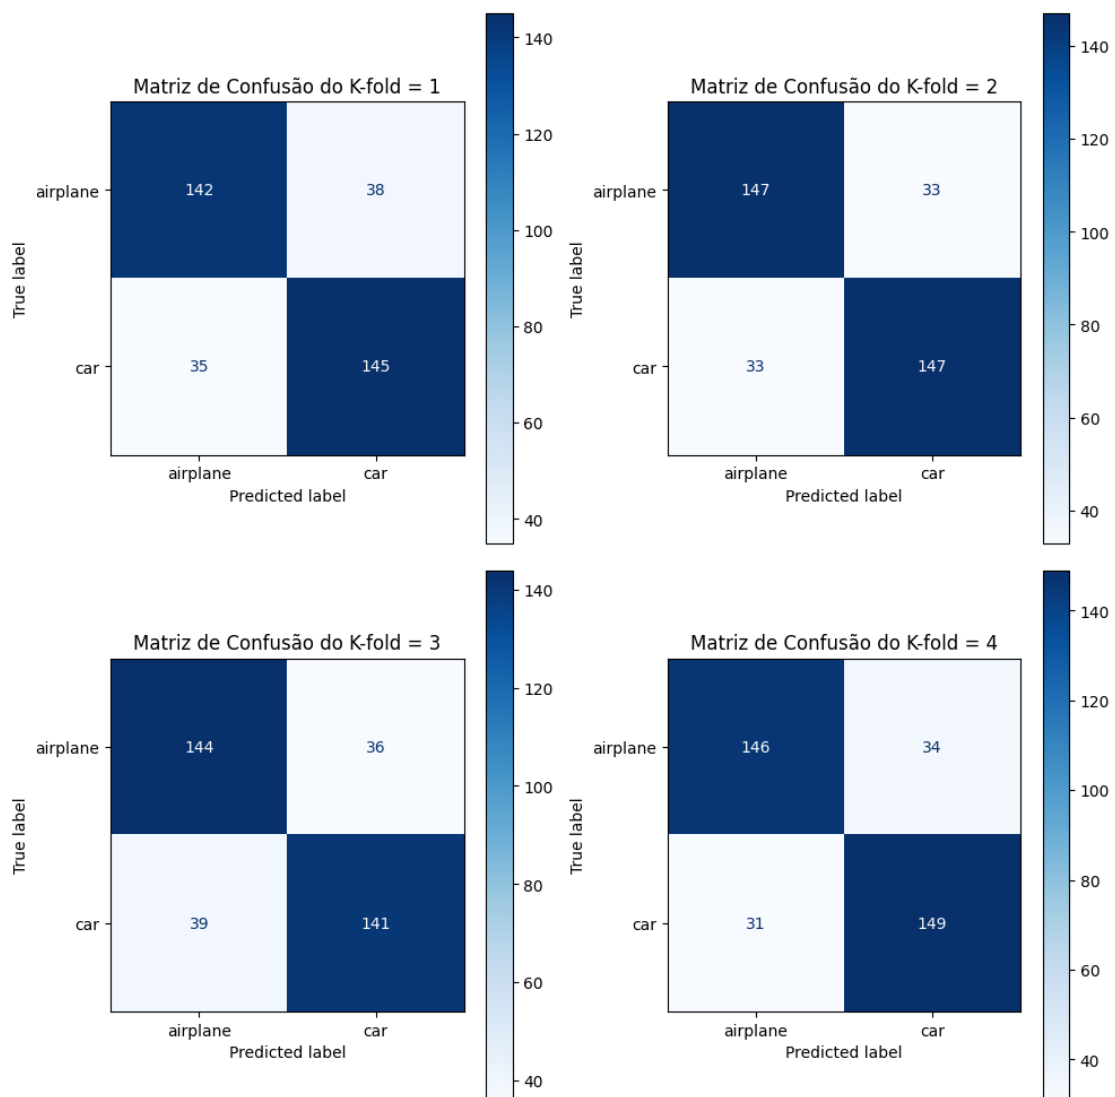 Matriz de Confusão do K-fold = 1
airplane
car
True label
142 38
35 145
airplane car
Predicted label
140
120
100
80
60
40
Matriz de Confusão do K-fold = 2
airplane
car
True label
147 33
33 147
airplane car
Predicted label
140
120
100
80
60
40
Matriz de Confusão do K-fold = 3
airplane
car
True label
144 36
39 141
airplane car
Predicted label
140
120
100
80
60
40
Matriz de Confusão do K-fold = 4
airplane
car
True label
146 34
31 149
airplane car
Predicted label
140
120
100
80
60
40